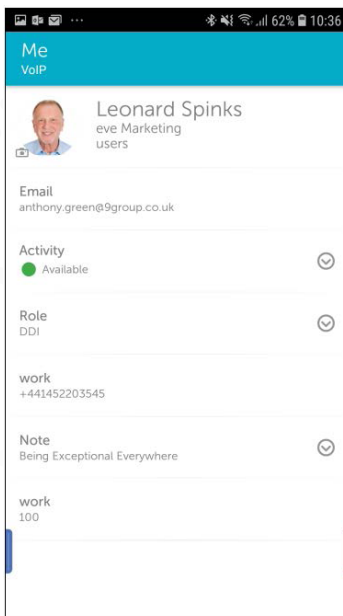 62% 10:36
Me
VoIP
Leonard Spinks
eve Marketing
users
Email
anthony.green@9group.co.uk
Activity
Available
Role
DDI
work
+441452203545
Note
Being Exceptional Everywhere
work
100